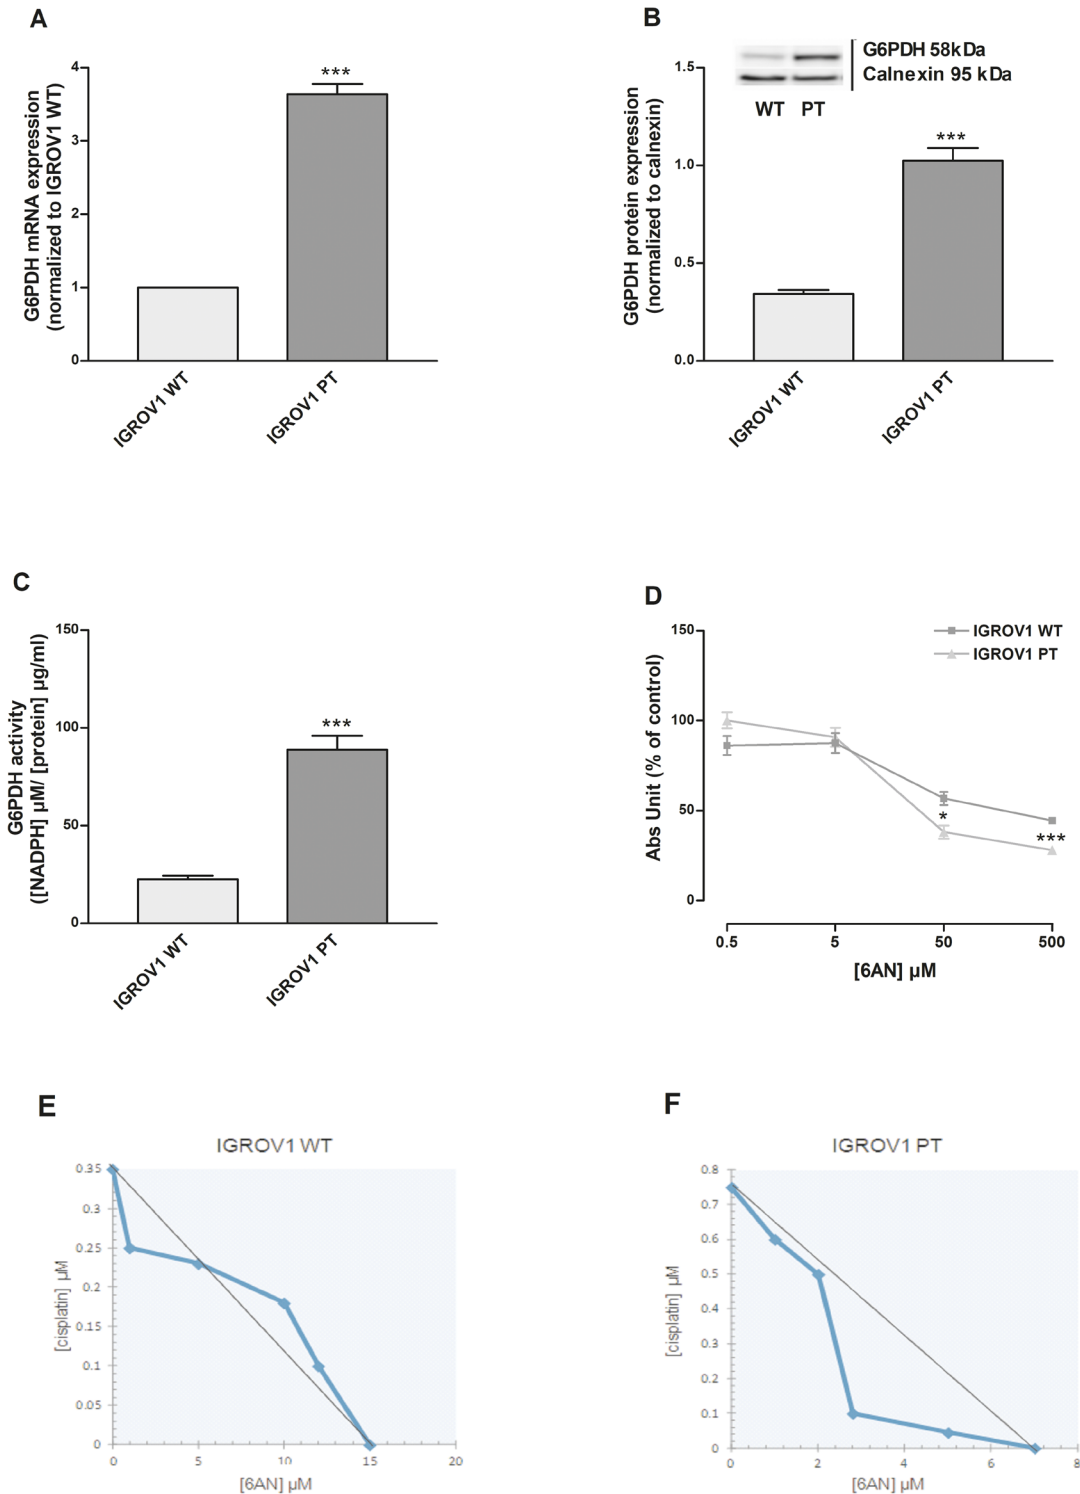 A
G6PDH mRNA expression
(normalized to IGROV1 WT)
4
3
2
1
0
***
IGROV1 WT
IGROV1 PT
B
G6PDH protein expression
(normalized to calnexin)
1.5
1.0
0.5
0.0
G6PDH 58kDa
Calnexin 95 kDa
WT PT
***
IGROV1 WT
IGROV1 PT
C
G6PDH activity
([NADPH] µM/ [protein] µg/ml)
150
100
50
0
***
IGROV1 WT
IGROV1 PT
D
Abs Unit (% of control)
150
100
50
0
IGROV1 WT
IGROV1 PT
*
***
0.5 5 50 500
[6AN] µM
E
IGROV1 WT
[cisplatin] µM
0.35
0.3
0.25
0.2
0.15
0.1
0.05
0
0 5 10 15 20
[6AN] µM
F
IGROV1 PT
[cisplatin] µM
0.8
0.7
0.6
0.5
0.4
0.3
0.2
0.1
0
0 2 4 6 8
[6AN] µM